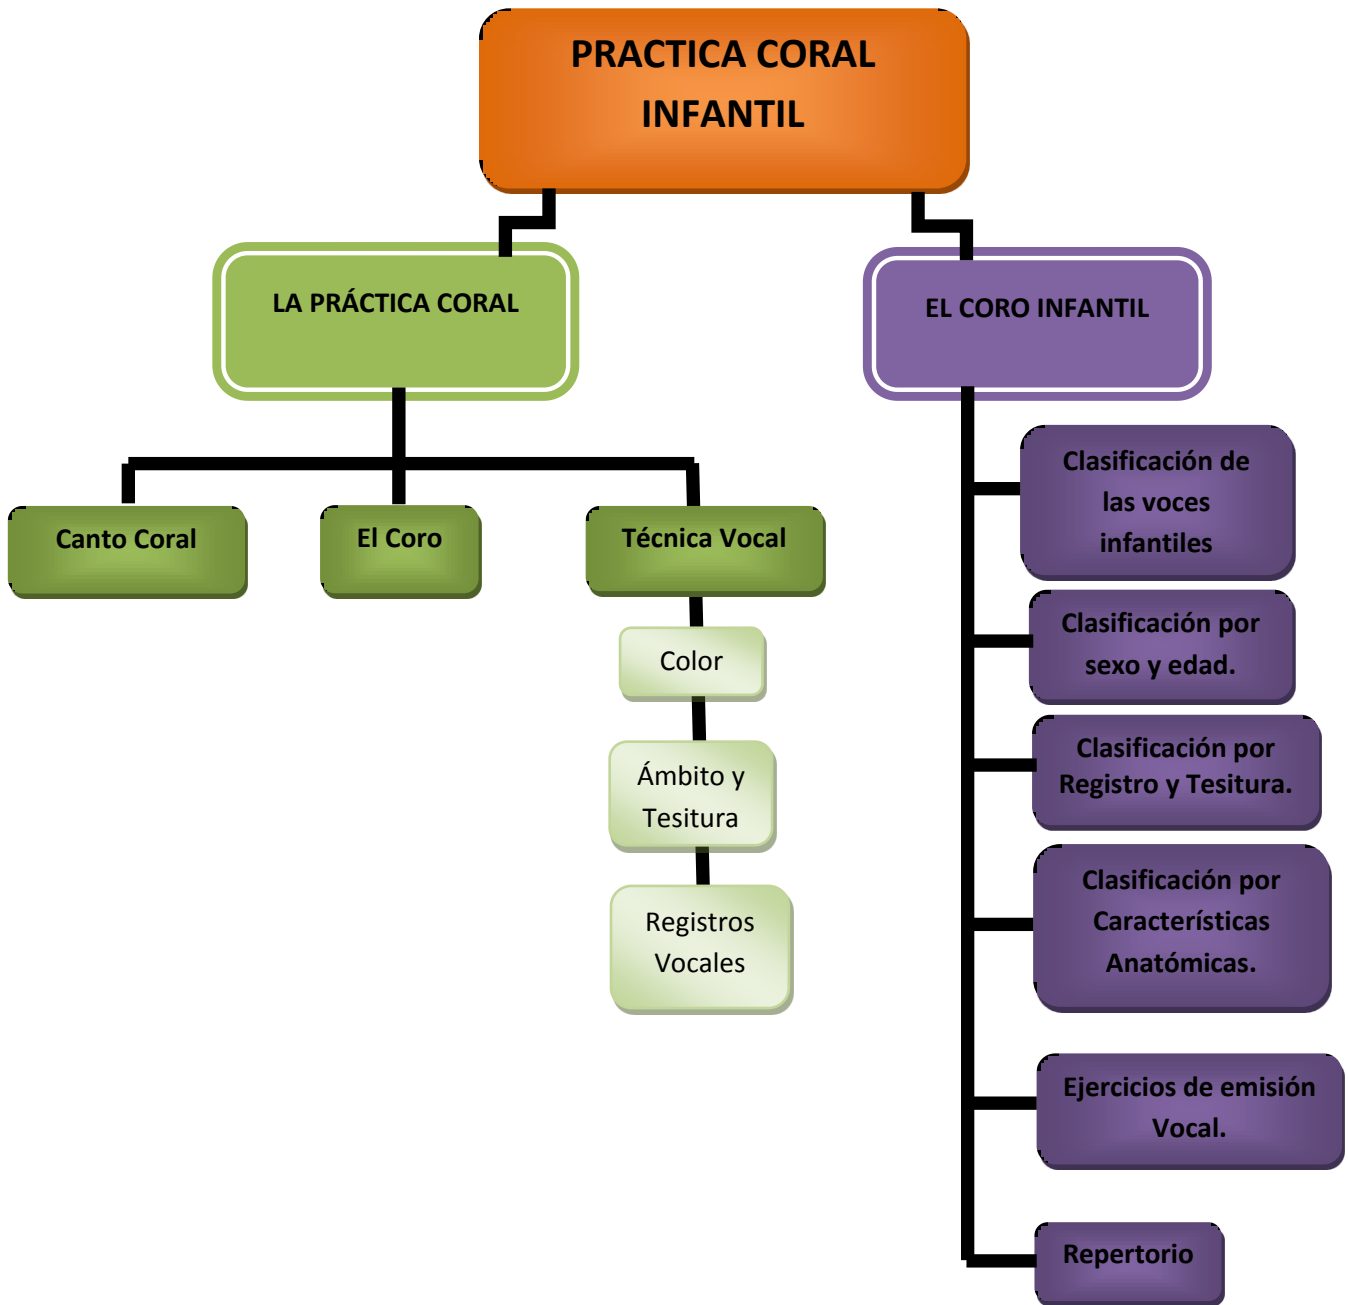 PRACTICA CORAL
INFANTIL
LA PRÁCTICA CORAL
EL CORO INFANTIL
Canto Coral
El Coro
Técnica Vocal
Color
Ámbito y
Tesitura
Registros
Vocales
Clasificación de
las voces
infantiles
Clasificación por
sexo y edad.
Clasificación por
Registro y Tesitura.
Clasificación por
Características
Anatómicas.
Ejercicios de emisión
Vocal.
Repertorio